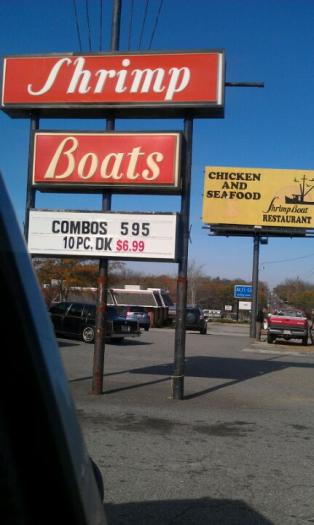 Shrimp
Boats
COMBOS 595
10 PC. DK $6.99
CHICKEN
AND
SEAFOOD
Shrimp Boat
RESTAURANT